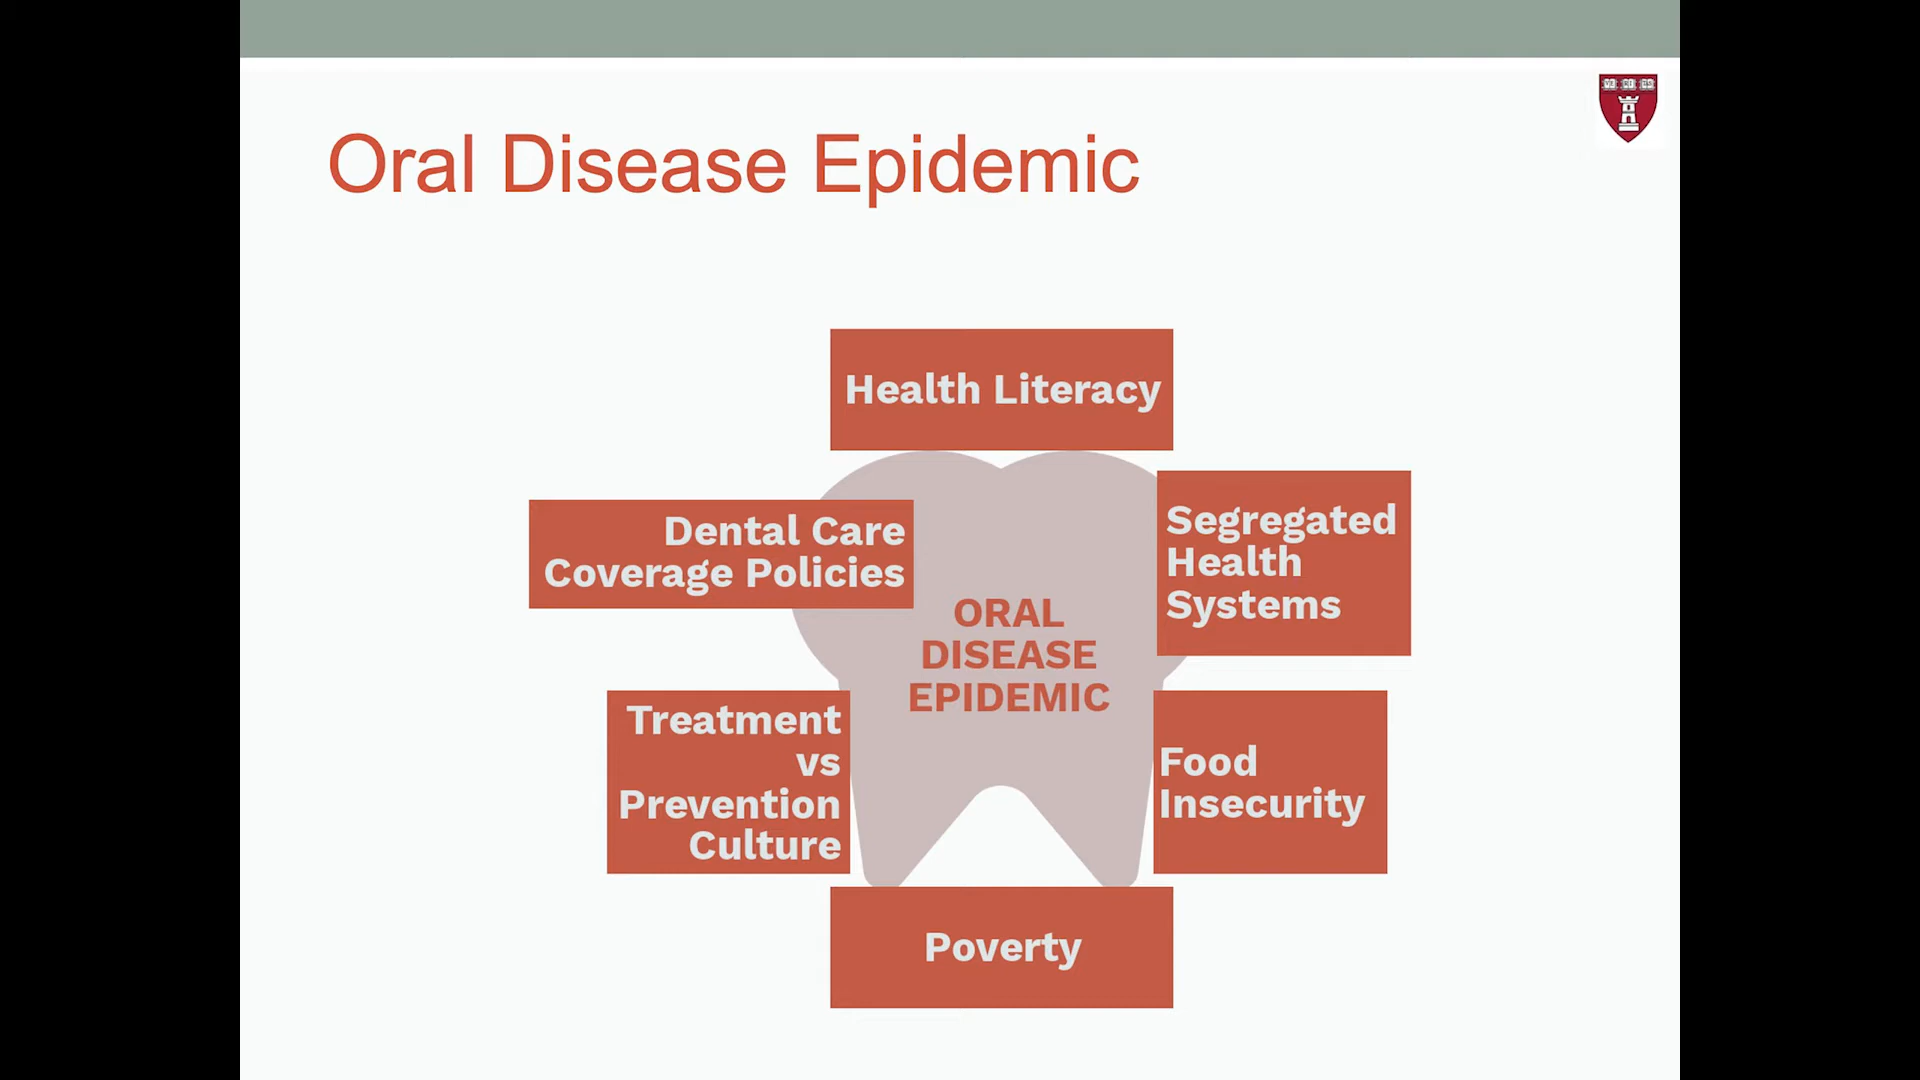 Oral Disease Epidemic
Health Literacy
Dental Care
Coverage Policies
Segregated
Health
Systems
ORAL
DISEASE
EPIDEMIC
Treatment
vs
Prevention
Culture
Food
Insecurity
Poverty